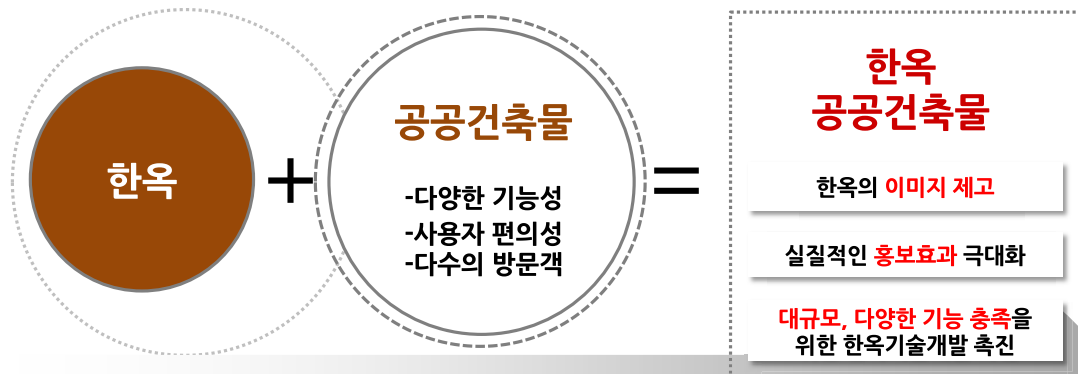 한옥
+
공공건축물
-다양한 기능성
-사용자 편의성
-다수의 방문객
=
한옥
공공건축물
한옥의 이미지 제고
실질적인 홍보효과 극대화
대규모, 다양한 기능 충족을
위한 한옥기술개발 촉진